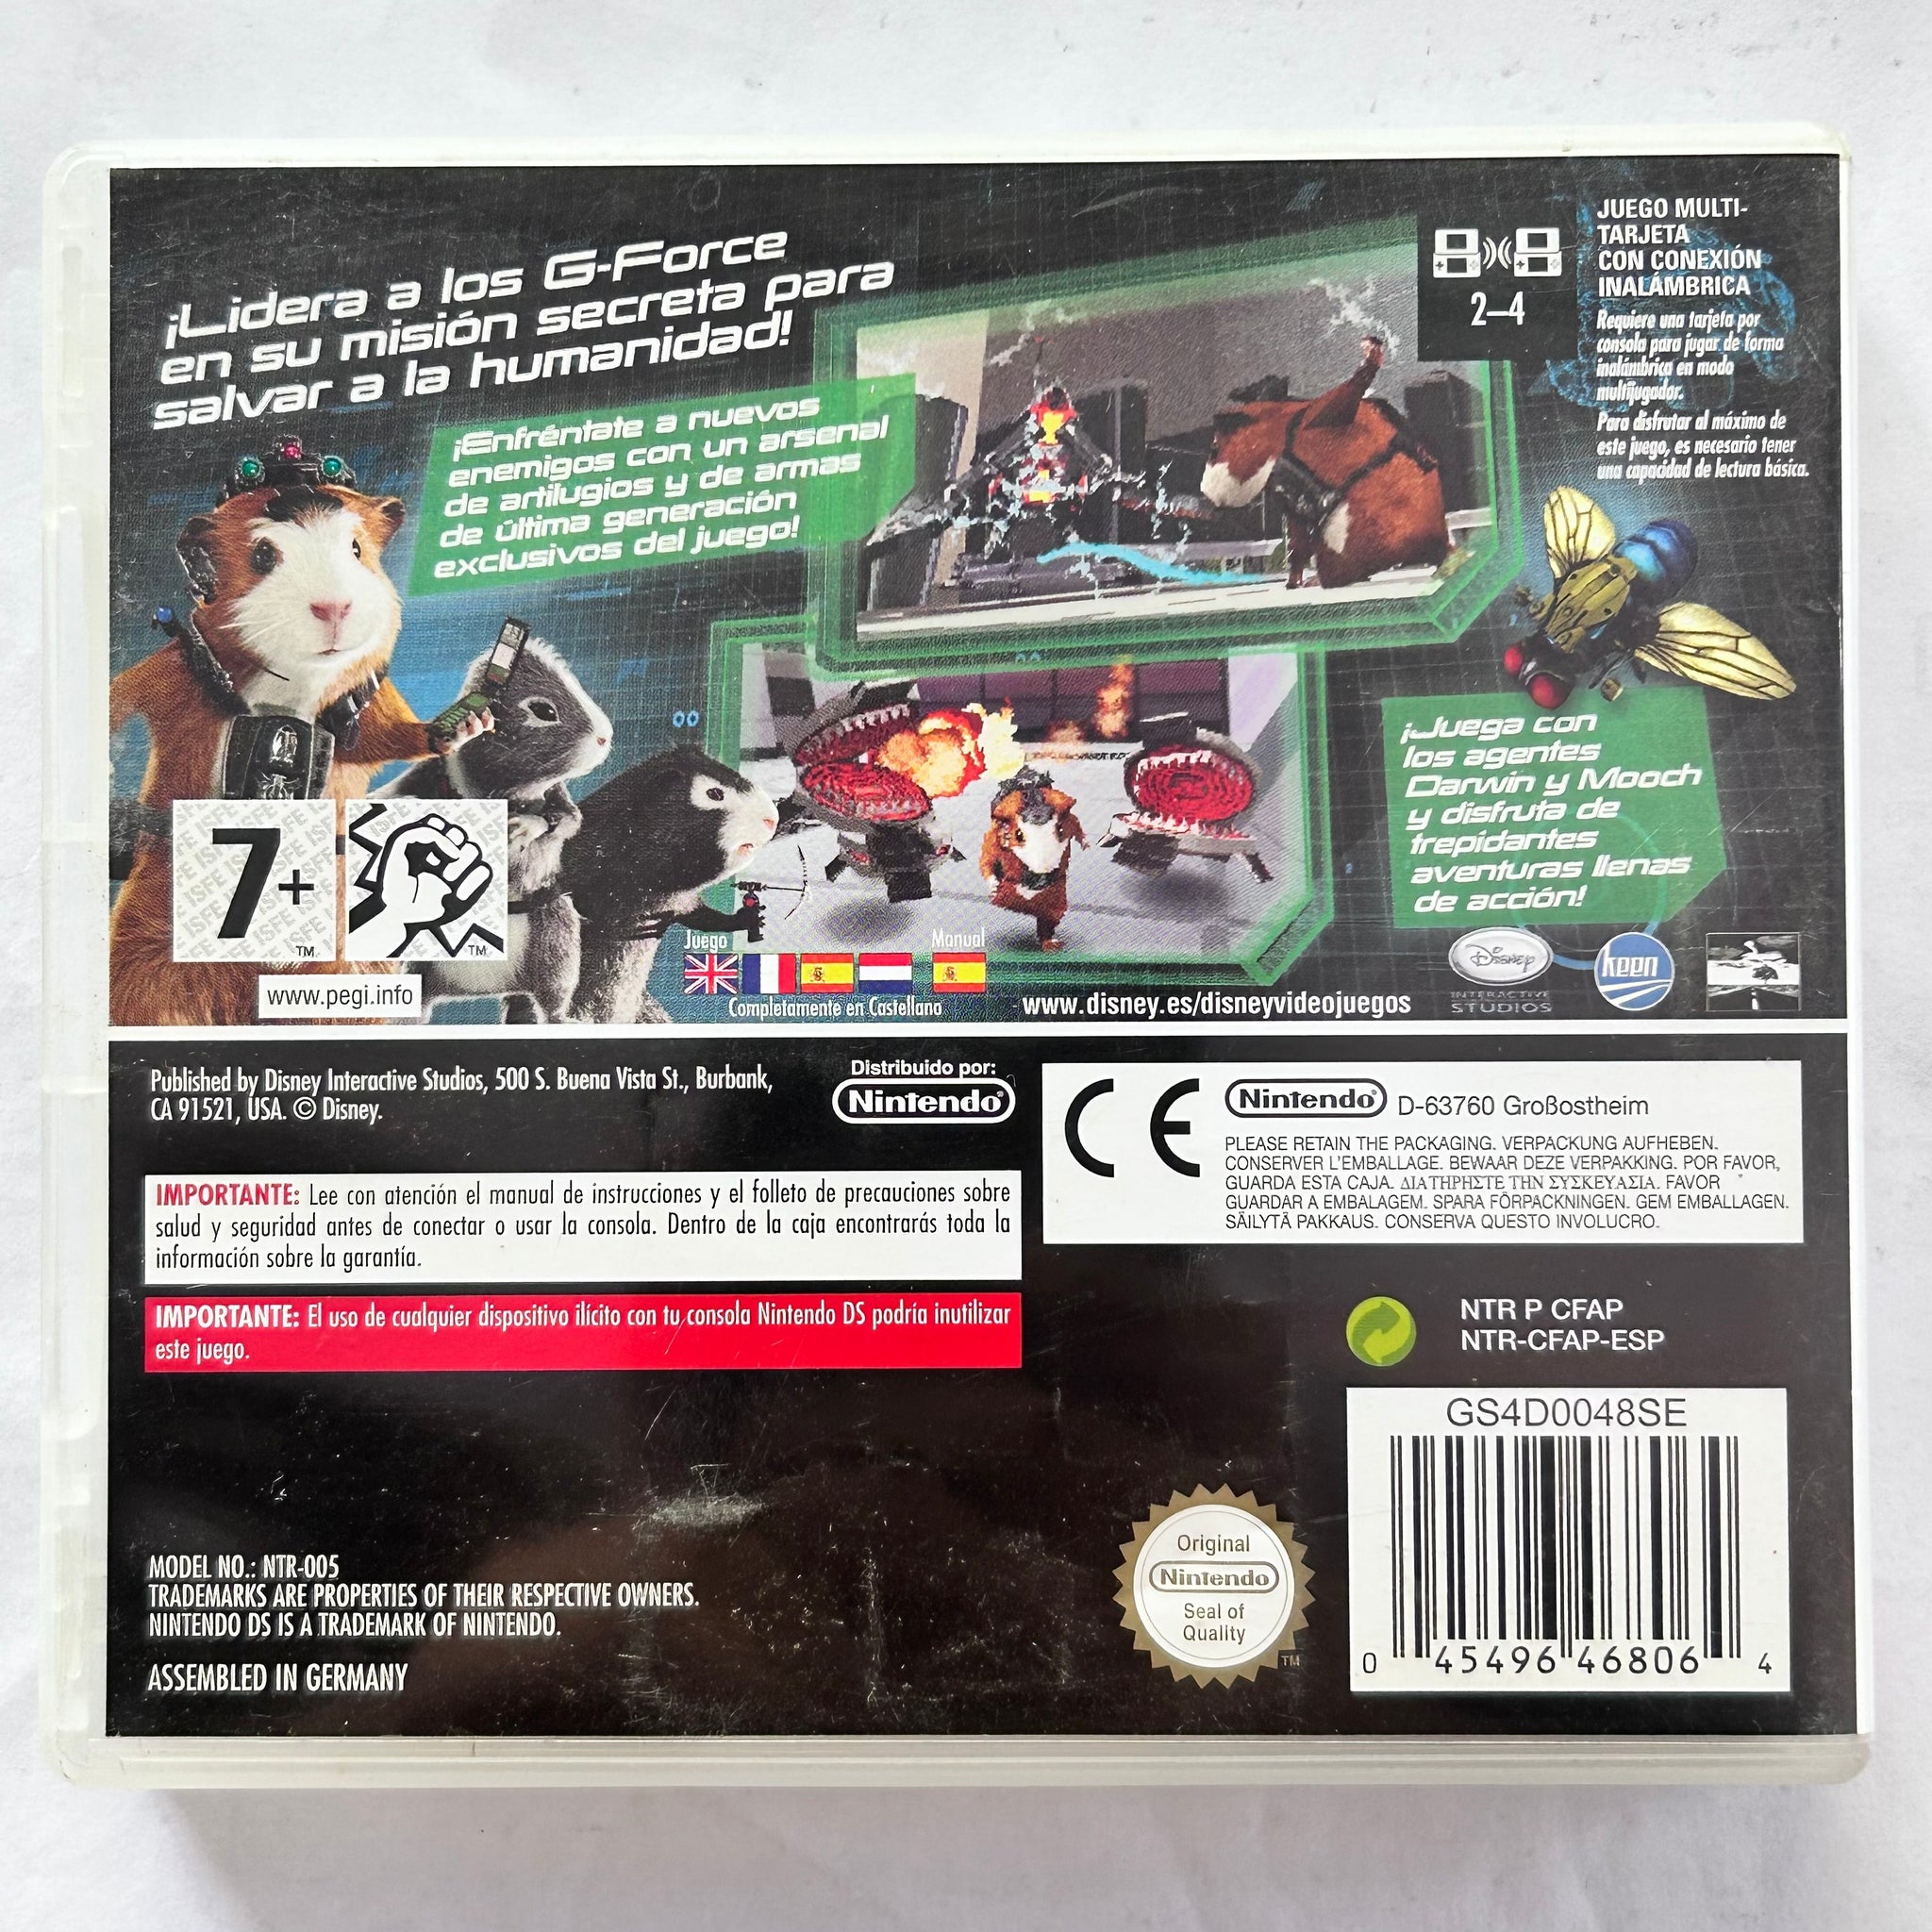 ¡Lidera a los G-Force
en su misión secreta para
salvar a la humanidad!
¡Enfréntate a nuevos
enemigos con un arsenal
de artilugios y de armas
de última generación
exclusivos del juego!
2–4
JUEGO MULTI-
TARJETA
CON CONEXIÓN
INALÁMBRICA
Requiere una tarjeta por
consola para jugar de forma
inalámbrica en modo
multijugador.
Para disfrutar al máximo de
este juego, es necesario tener
una capacidad de lectura básica.
¡Juega con
los agentes
Darwin y Mooch
y disfruta de
trepidantes
aventuras llenas
de acción!
7+
TM
TM
www.pegi.info
Juego
Manual
Completamente en Castellano
www.disney.es/disneyvideojuegos
Disney
INTERACTIVE
STUDIOS
keen
Published by Disney Interactive Studios, 500 S. Buena Vista St., Burbank,
CA 91521, USA. © Disney.
Distribuido por:
Nintendo®
Nintendo® D-63760 Großostheim
PLEASE RETAIN THE PACKAGING. VERPACKUNG AUFHEBEN.
CONSERVER L'EMBALLAGE. BEWAAR DEZE VERPAKKING. POR FAVOR,
GUARDA ESTA CAJA. ΔΙΑΤΗΡΗΣΤΕ ΤΗΝ ΣΥΣΚΕΥΑΣΙΑ. FAVOR
GUARDAR A EMBALAGEM. SPARA FÖRPACKNINGEN. GEM EMBALLAGEN.
SÄILYTÄ PAKKAUS. CONSERVA QUESTO INVOLUCRO.
IMPORTANTE: Lee con atención el manual de instrucciones y el folleto de precauciones sobre
salud y seguridad antes de conectar o usar la consola. Dentro de la caja encontrarás toda la
información sobre la garantía.
IMPORTANTE: El uso de cualquier dispositivo ilícito con tu consola Nintendo DS podría inutilizar
este juego.
NTR P CFAP
NTR-CFAP-ESP
GS4D0048SE
0 45496 46806 4
Original
Nintendo®
Seal of
Quality
TM
MODEL NO.: NTR-005
TRADEMARKS ARE PROPERTIES OF THEIR RESPECTIVE OWNERS.
NINTENDO DS IS A TRADEMARK OF NINTENDO.
ASSEMBLED IN GERMANY